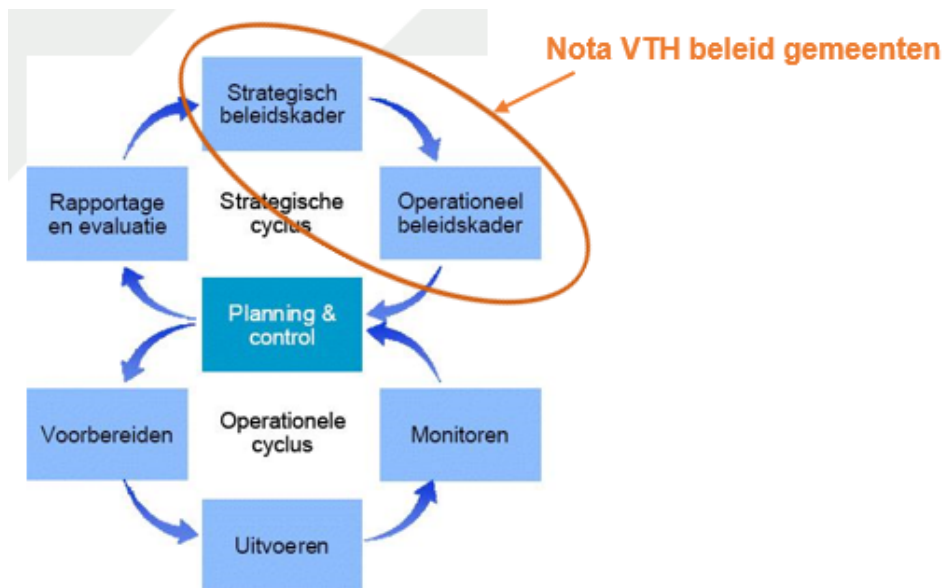 Nota VTH beleid gemeenten
Strategisch
beleidskader
Rapportage
en evaluatie
Strategische
cyclus
Operationeel
beleidskader
Planning &
control
Voorbereiden
Operationele
cyclus
Monitoren
Uitvoeren